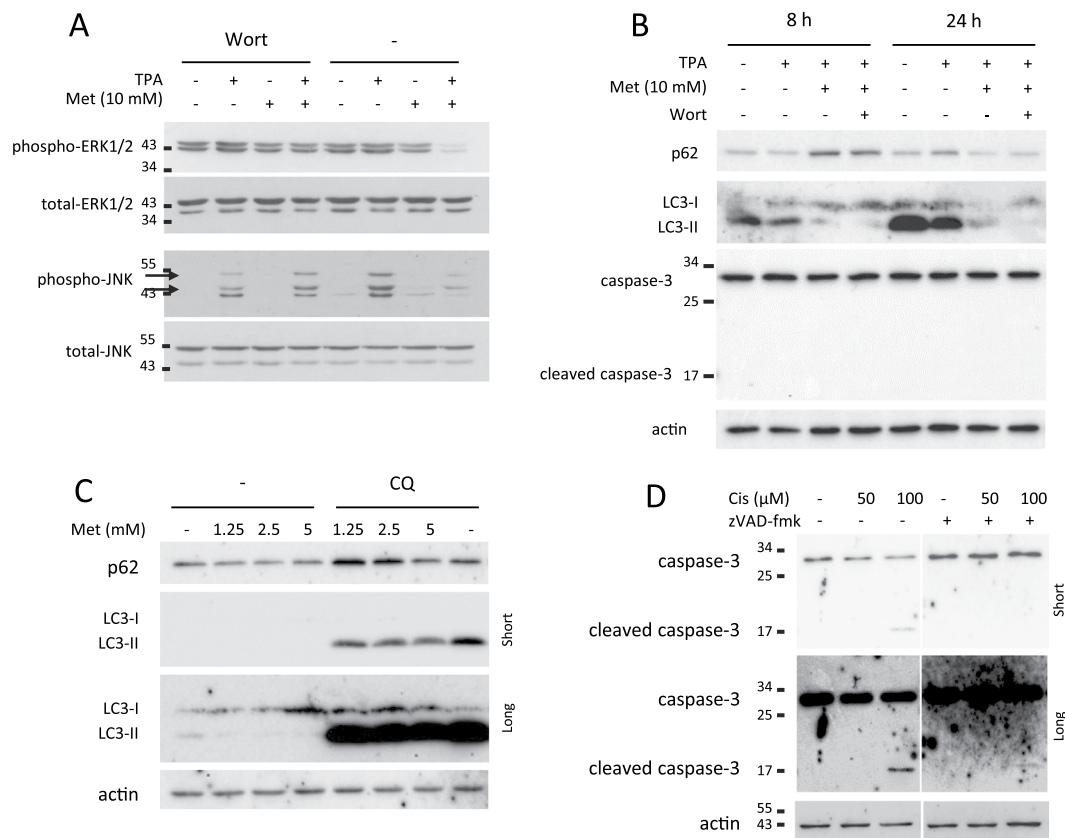 A
Wort -
TPA - + - + - + - +
Met (10 mM) - - + + - - + +
phospho-ERK1/2 43
34
total-ERK1/2 43
34
phospho-JNK 55
43
total-JNK 55
43
B
8 h 24 h
TPA - + + + - + + +
Met (10 mM) - - + + - - + +
Wort - - - + - - - +
p62
LC3-I
LC3-II
34
caspase-3
25
cleaved caspase-3 17
actin
C
- CQ
Met (mM) - 1.25 2.5 5 1.25 2.5 5 -
p62
LC3-I
LC3-II
Short
LC3-I
LC3-II
Long
actin
D
Cis (µM) - 50 100 - 50 100
zVAD-fmk - - - + + +
caspase-3 34
25
cleaved caspase-3 17
Short
caspase-3 34
25
cleaved caspase-3 17
Long
55
actin 43